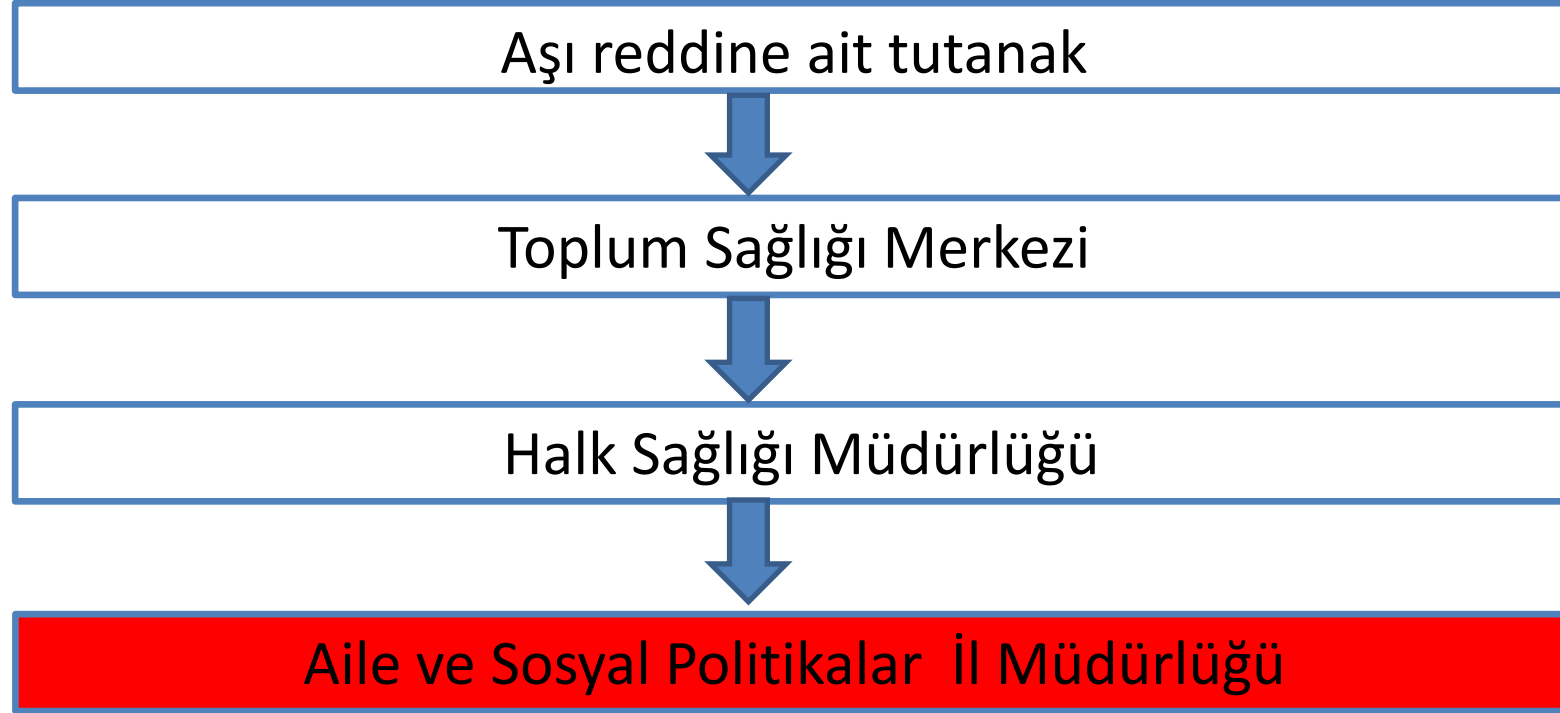 Aşı reddine ait tutanak
Toplum Sağlığı Merkezi
Halk Sağlığı Müdürlüğü
Aile ve Sosyal Politikalar İl Müdürlüğü